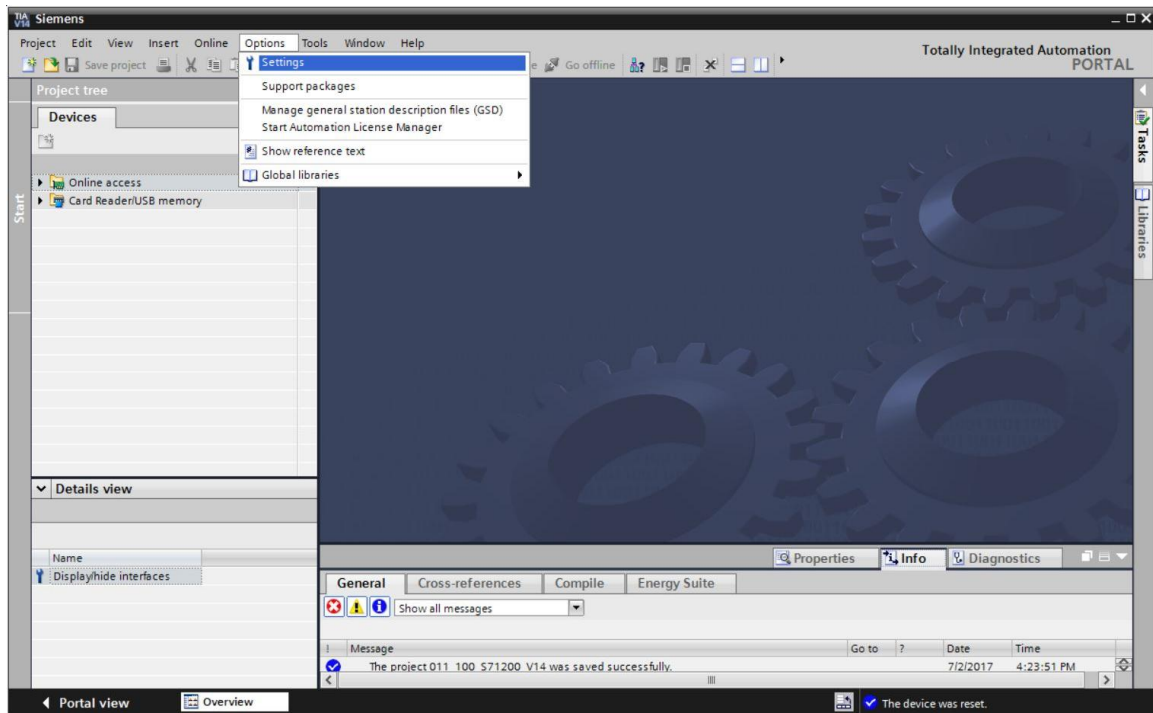 TIA V14 Siemens
Project Edit View Insert Online Options Tools Window Help
Totally Integrated Automation
PORTAL
Save project
Go offline
Settings
Support packages
Manage general station description files (GSD)
Start Automation License Manager
Show reference text
Global libraries
Project tree
Devices
Online access
Card Reader/USB memory
Start
Tasks
Libraries
Details view
Name
Display/hide interfaces
Properties Info Diagnostics
General Cross-references Compile Energy Suite
Show all messages
! Message Go to ? Date Time
The project 011_100_S71200_V14 was saved successfully. 7/2/2017 4:23:51 PM
Portal view Overview The device was reset.